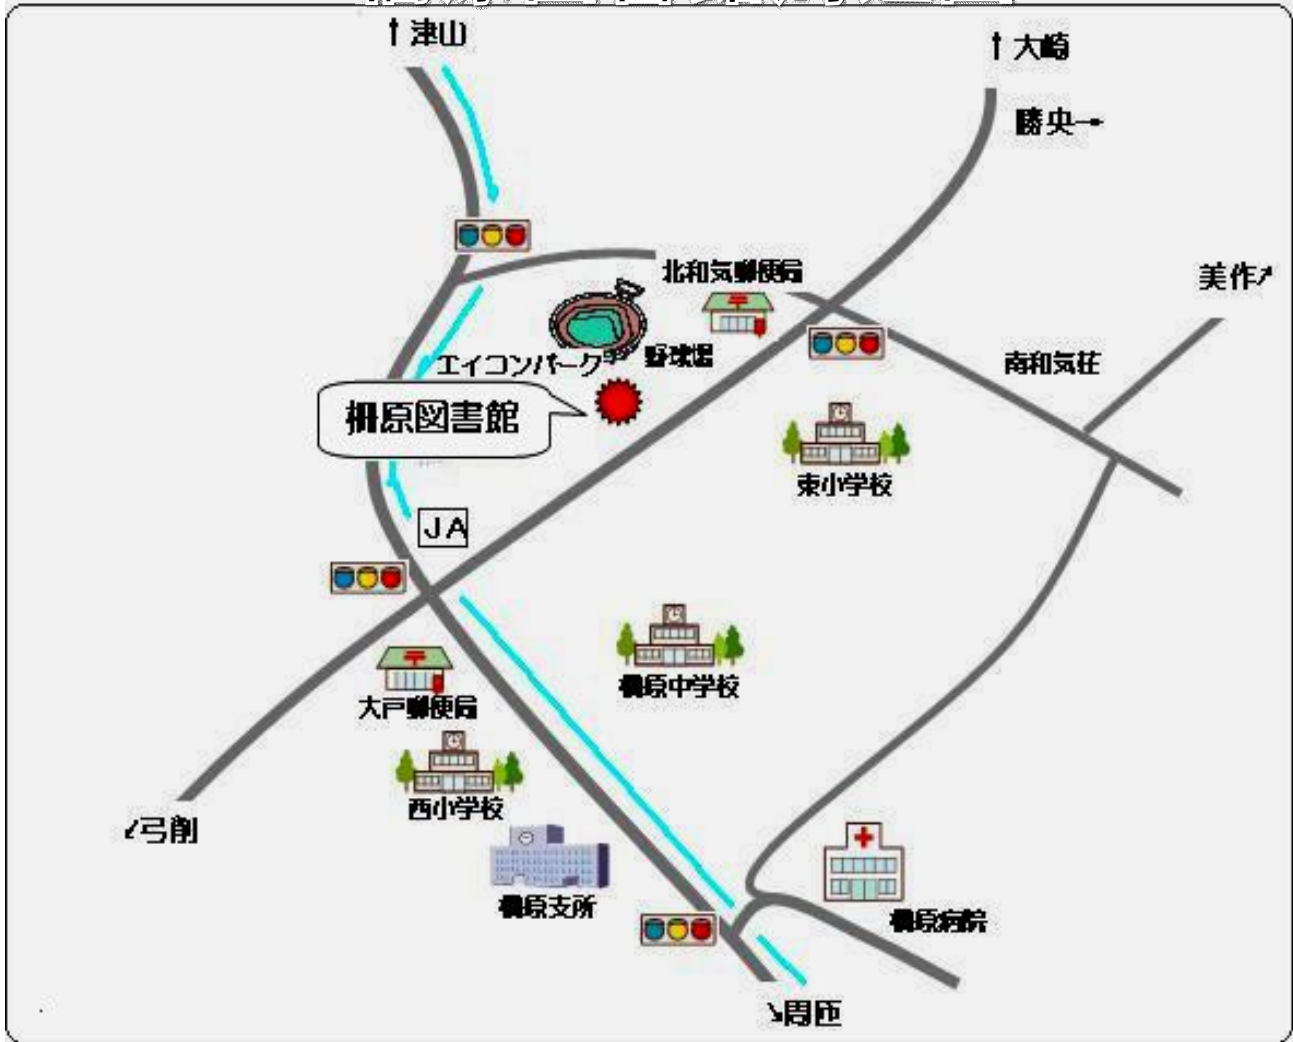 ↑津山
↑大崎
勝央→
北和気郵便局
美作↗
エイコンパーク
野球場
南和気荘
柵原図書館
東小学校
JA
柵原中学校
大戸郵便局
西小学校
↙弓削
柵原支所
柵原病院
↘周匝